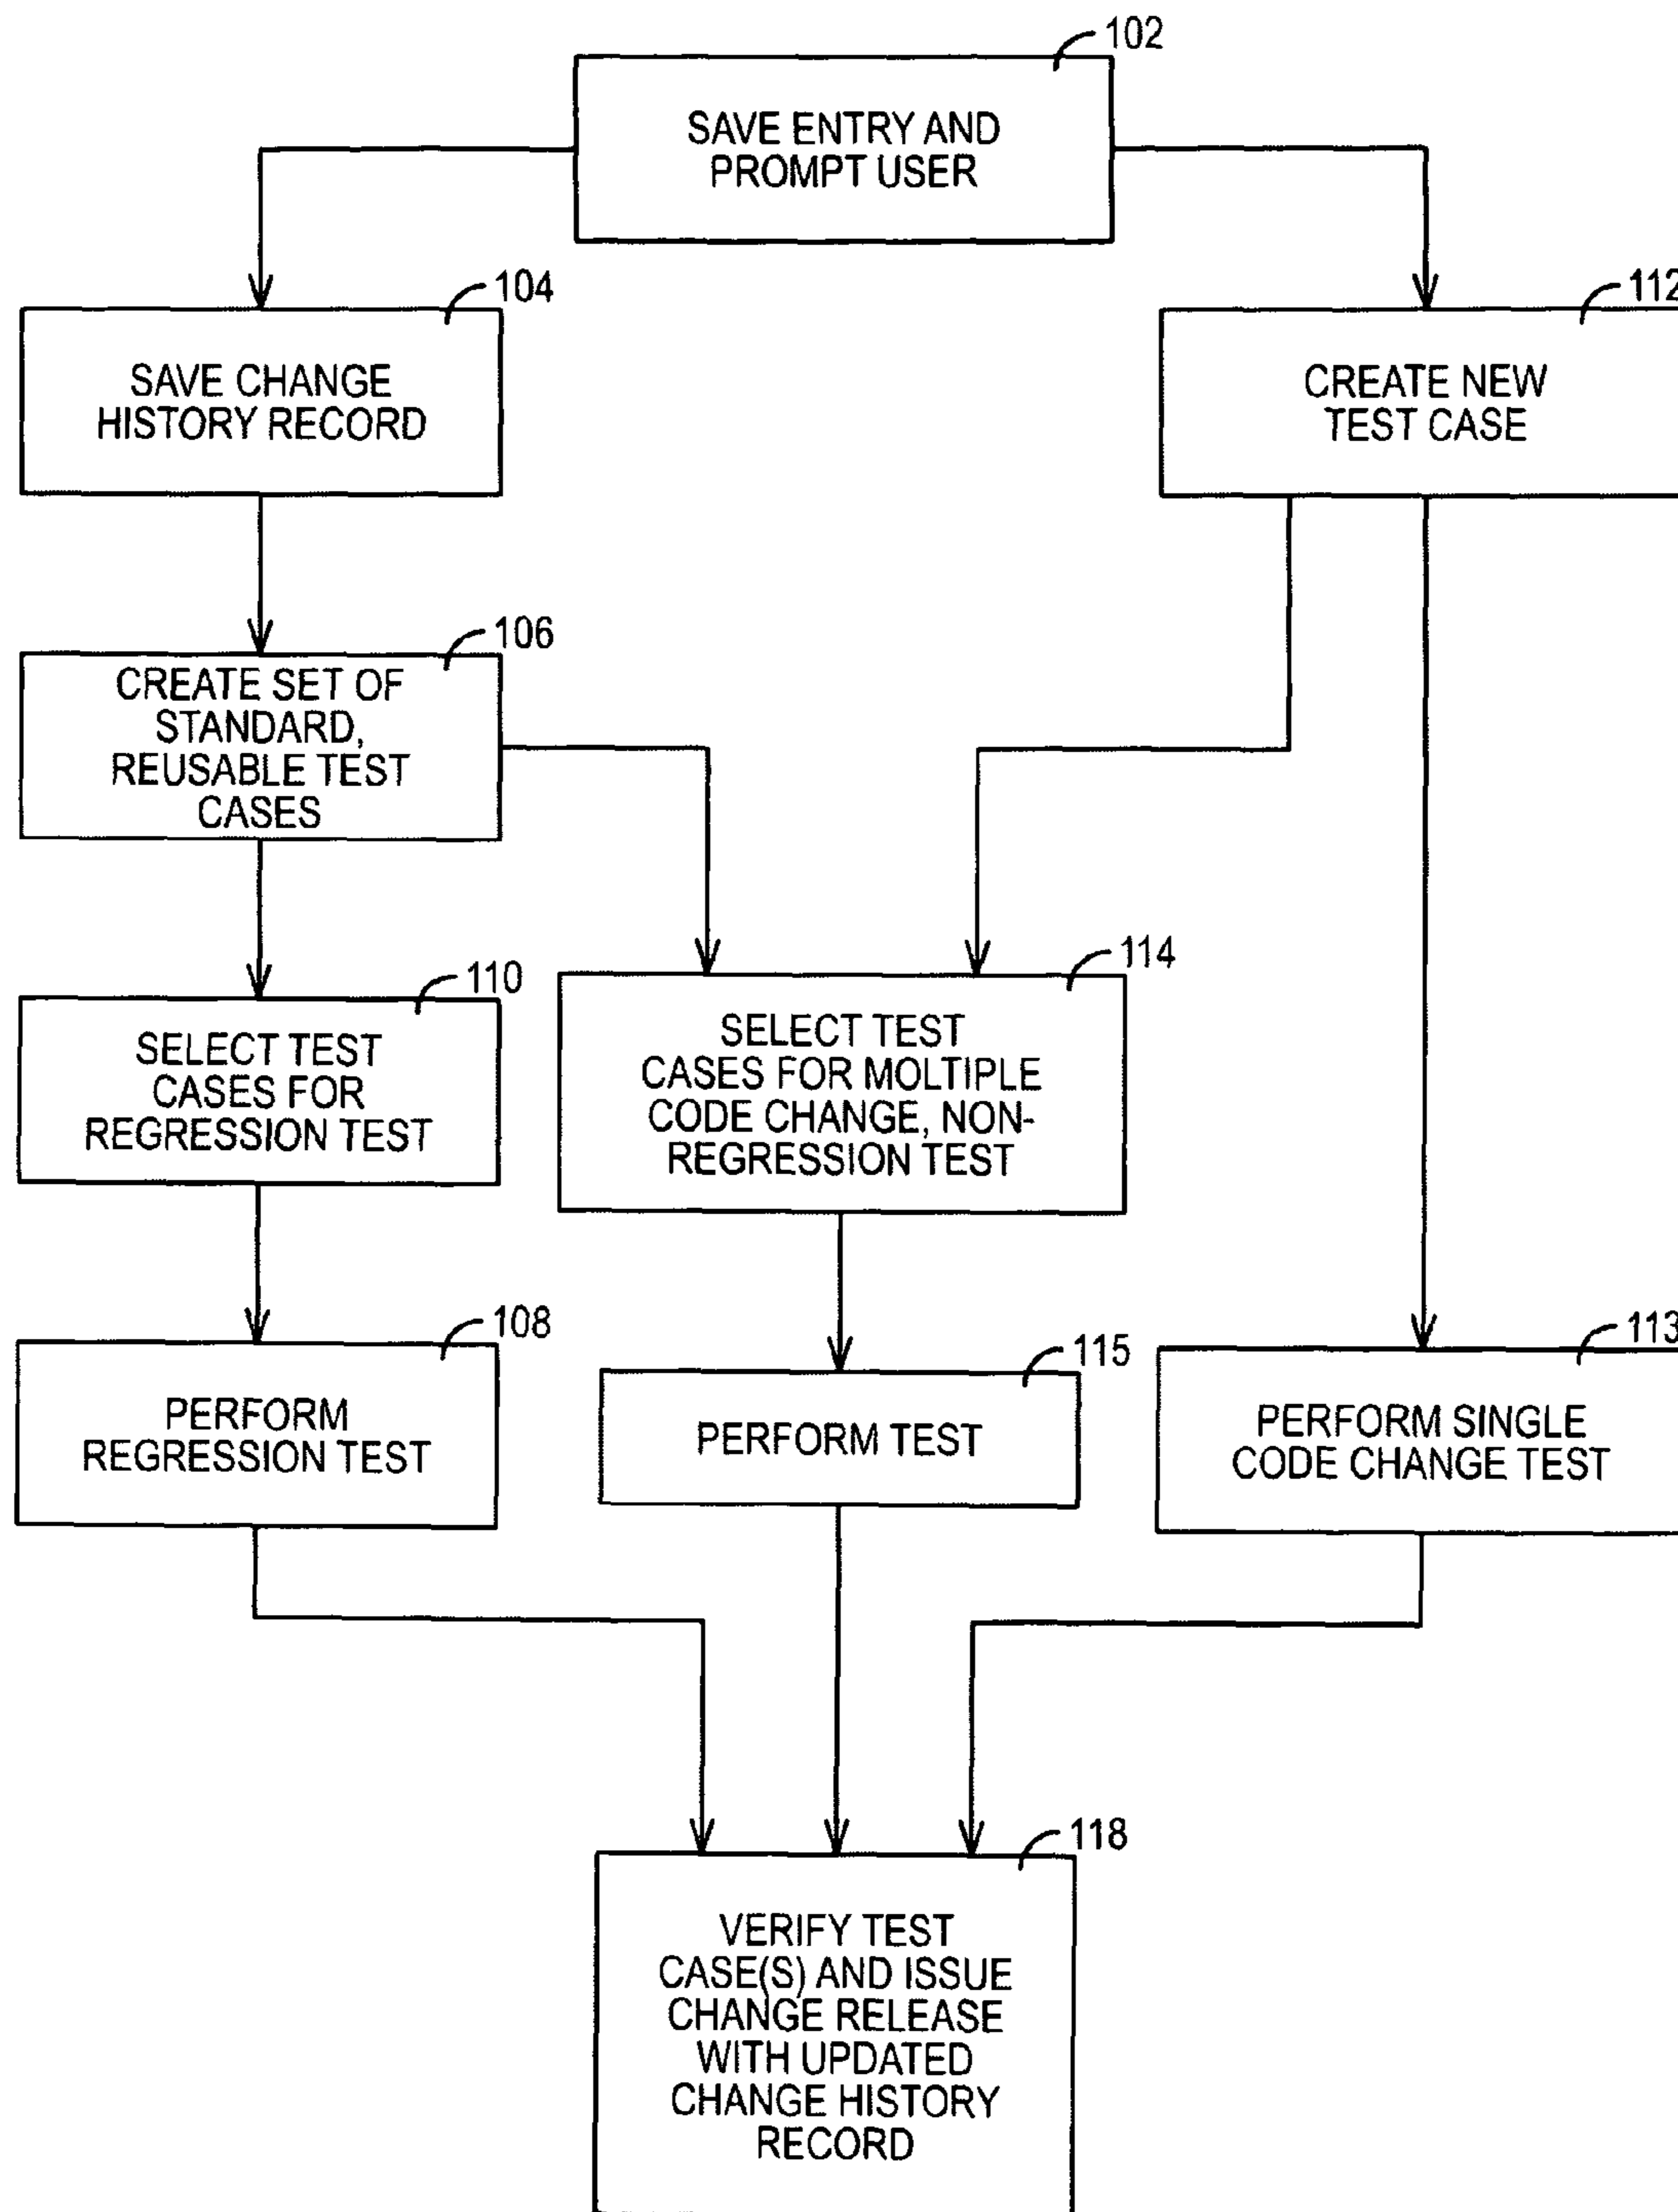 102
SAVE ENTRY AND
PROMPT USER
104
SAVE CHANGE
HISTORY RECORD
112
CREATE NEW
TEST CASE
106
CREATE SET OF
STANDARD,
REUSABLE TEST
CASES
110
SELECT TEST
CASES FOR
REGRESSION TEST
114
SELECT TEST
CASES FOR MOLTIPLE
CODE CHANGE, NON-
REGRESSION TEST
108
PERFORM
REGRESSION TEST
115
PERFORM TEST
113
PERFORM SINGLE
CODE CHANGE TEST
118
VERIFY TEST
CASE(S) AND ISSUE
CHANGE RELEASE
WITH UPDATED
CHANGE HISTORY
RECORD